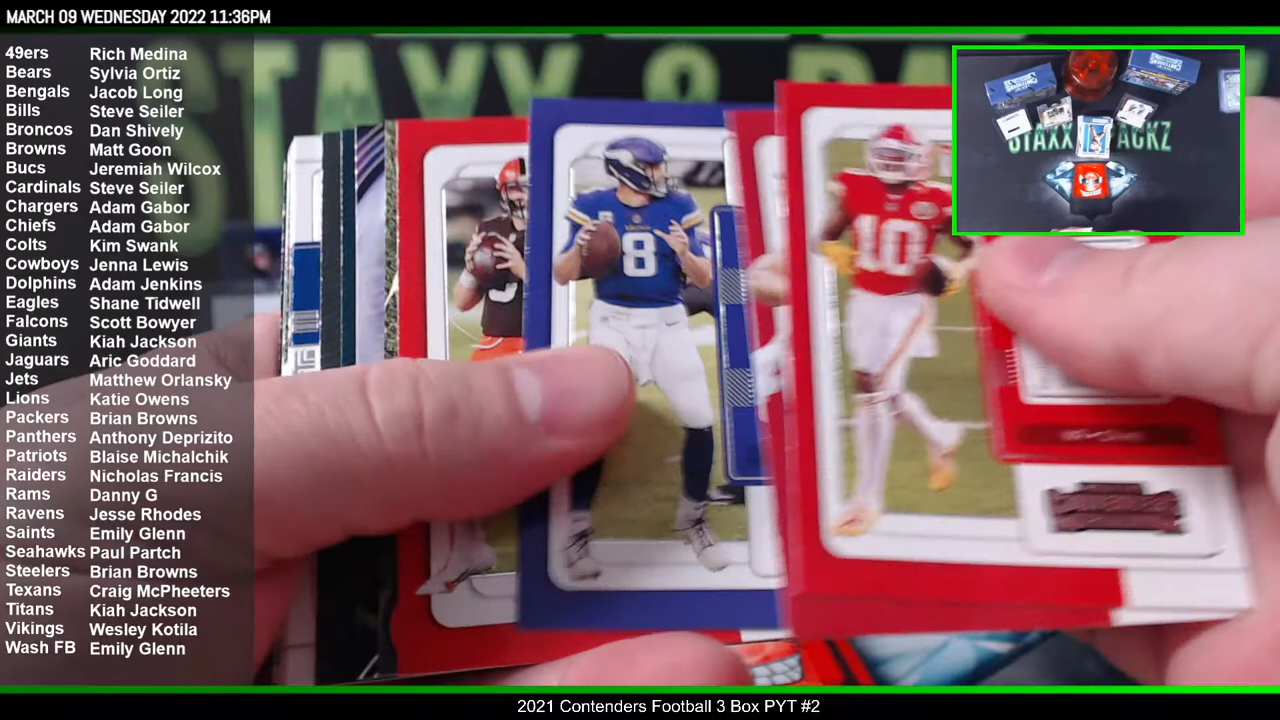 MARCH 09 WEDNESDAY 2022 11:36PM
49ers Rich Medina
Bears Sylvia Ortiz
Bengals Jacob Long
Bills Steve Seiler
Broncos Dan Shively
Browns Matt Goon
Bucs Jeremiah Wilcox
Cardinals Steve Seiler
Chargers Adam Gabor
Chiefs Adam Gabor
Colts Kim Swank
Cowboys Jenna Lewis
Dolphins Adam Jenkins
Eagles Shane Tidwell
Falcons Scott Bowyer
Giants Kiah Jackson
Jaguars Aric Goddard
Jets Matthew Orlansky
Lions Katie Owens
Packers Brian Browns
Panthers Anthony Deprizito
Patriots Blaise Michalchik
Raiders Nicholas Francis
Rams Danny G
Ravens Jesse Rhodes
Saints Emily Glenn
Seahawks Paul Partch
Steelers Brian Browns
Texans Craig McPheeters
Titans Kiah Jackson
Vikings Wesley Kotila
Wash FB Emily Glenn
8
10
2021 Contenders Football 3 Box PYT #2